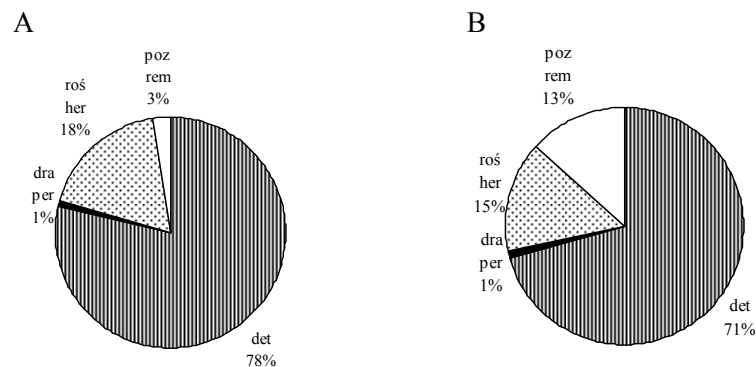 A
poz
rem
3%
roś
her
18%
dra
per
1%
det
78%
B
poz
rem
13%
roś
her
15%
dra
per
1%
det
71%